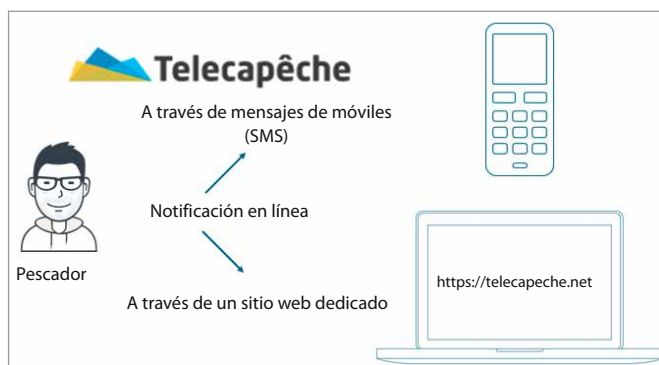 Telecapêche
A través de mensajes de móviles
(SMS)
Notificación en línea
Pescador
A través de un sitio web dedicado
https://telecapeche.net